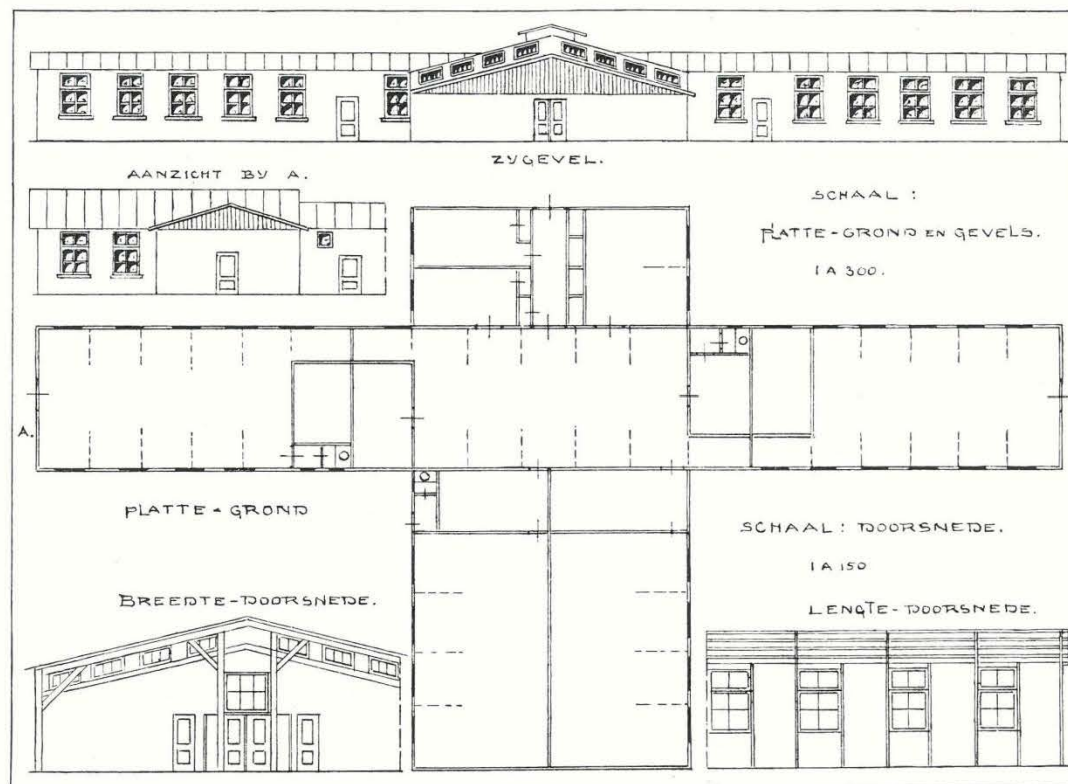 ZYGEVEL.
AANZICHT BY A.
SCHAAL :
PLATTE-GROND EN GEVELS.
1 A 300.
A.
PLATTE-GROND
SCHAAL : DOORSNEDE.
1 A 150
BREEDTE-DOORSNEDE.
LENGTE-DOORSNEDE.